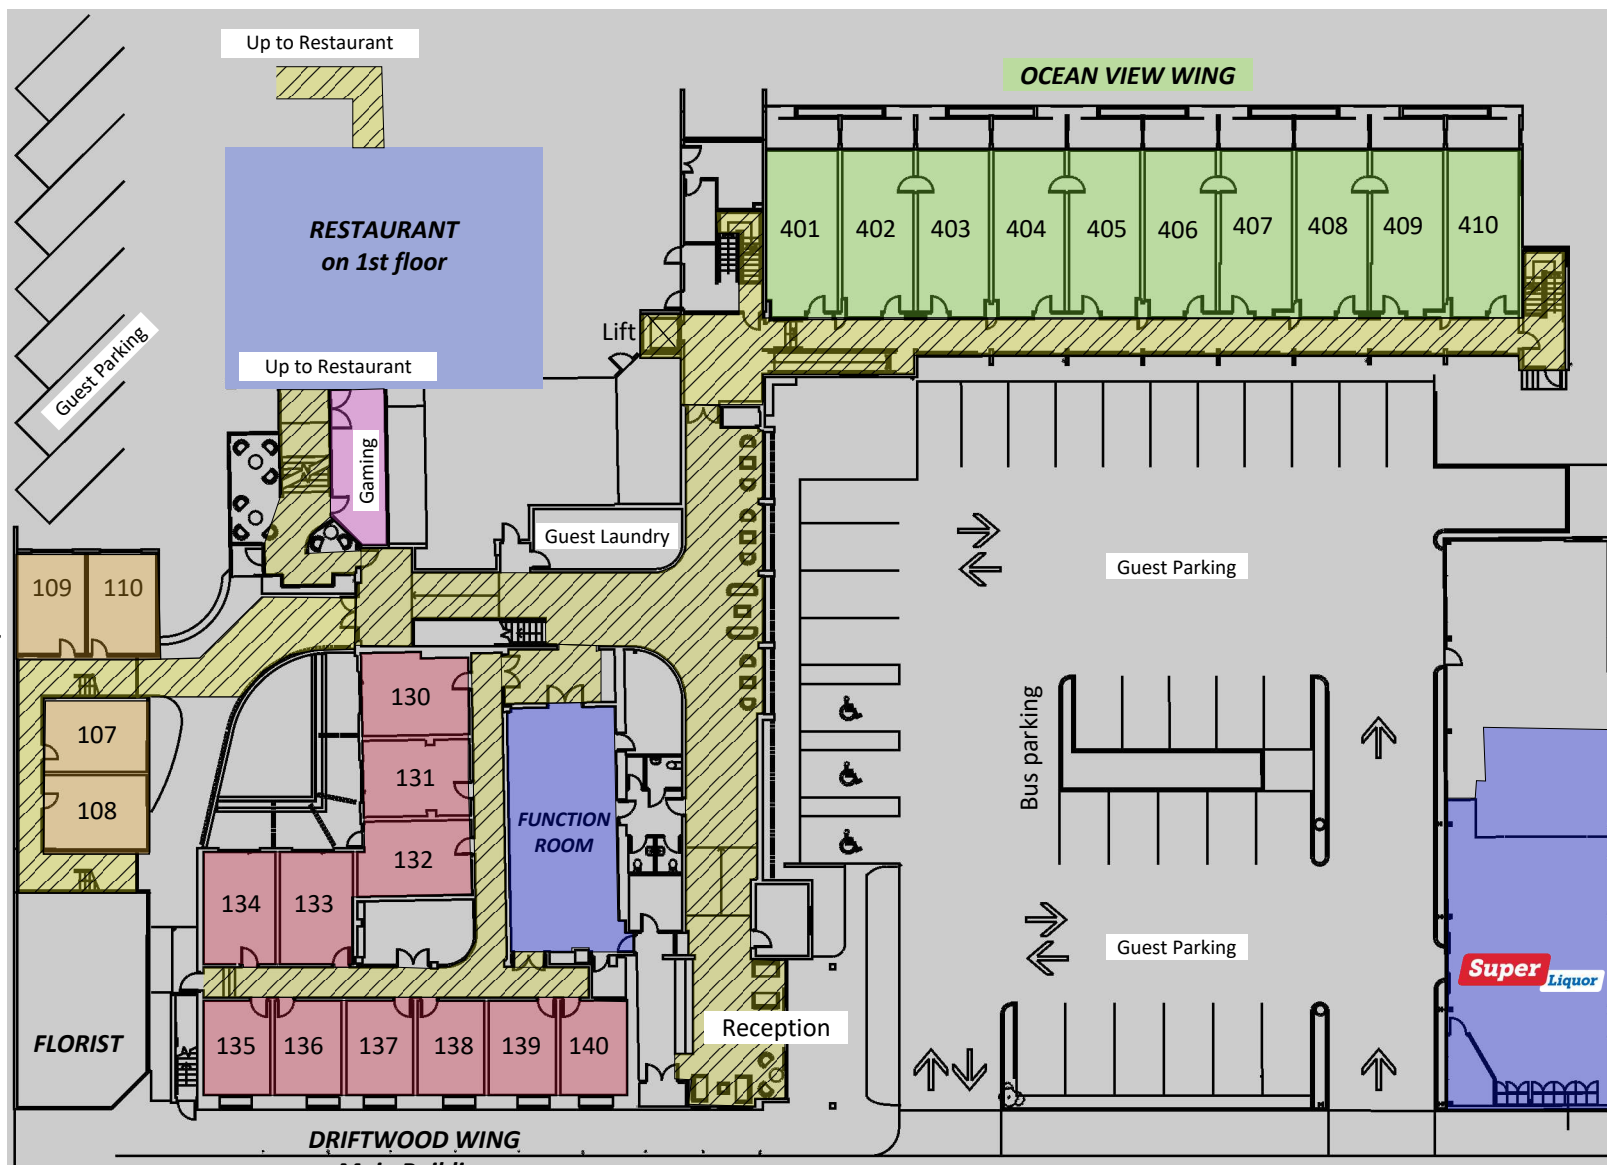 Up to Restaurant
OCEAN VIEW WING
RESTAURANT
on 1st floor
401
402
403
404
405
406
407
408
409
410
Lift
Up to Restaurant
Guest Parking
Gaming
Guest Laundry
Guest Parking
109
110
130
107
131
108
132
Bus parking
FUNCTION
ROOM
134
133
Guest Parking
Super
Liquor
FLORIST
Reception
135
136
137
138
139
140
DRIFTWOOD WING